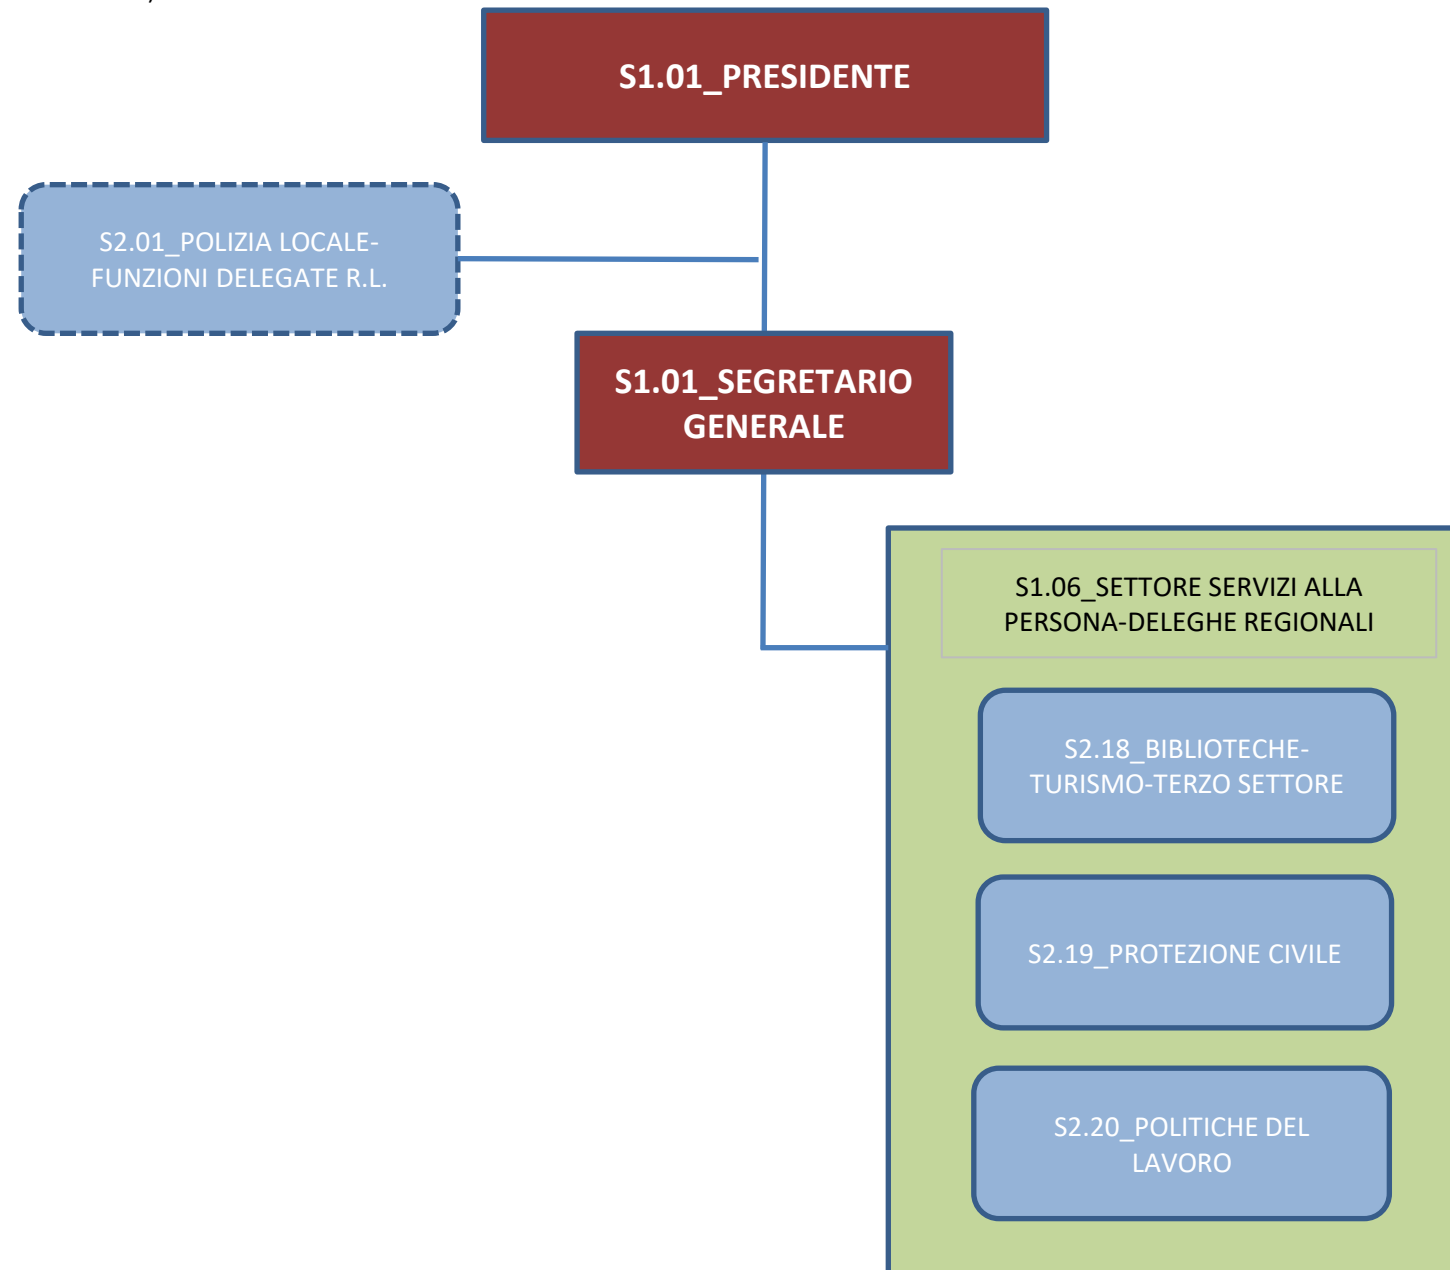 S1.01_PRESIDENTE
S2.01_POLIZIA LOCALE-
FUNZIONI DELEGATE R.L.
S1.01_SEGRETARIO
GENERALE
S1.06_SETTORE SERVIZI ALLA
PERSONA-DELEGHE REGIONALI
S2.18_BIBLIOTECHE-
TURISMO-TERZO SETTORE
S2.19_PROTEZIONE CIVILE
S2.20_POLITICHE DEL
LAVORO